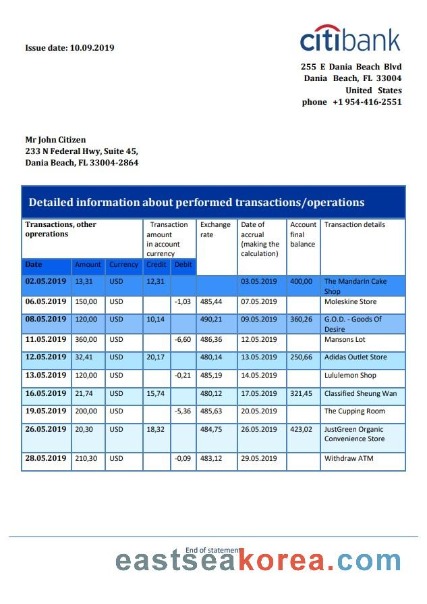 citibank
Issue date: 10.09.2019
255 E Dania Beach Blvd
Dania Beach, FL 33004
United States
phone +1 954-416-2551
Mr John Citizen
233 N Federal Hwy, Suite 45,
Dania Beach, FL 33004-2864
Detailed information about performed transactions/operations
Transactions, other oprerations Transaction amount in account currency Exchange rate Date of accrual (making the calculation) Account final balance Transaction details
Date Amount Currency Credit Debit
02.05.2019 13,31 USD 12,31 03.05.2019 400,00 The Mandarin Cake Shop
06.05.2019 150,00 USD -1,03 485,44 07.05.2019 Moleskine Store
08.05.2019 120,00 USD 10,14 490,21 09.05.2019 360,26 G.O.D. - Goods Of Desire
11.05.2019 360,00 USD -6,60 486,36 12.05.2019 Mansons Lot
12.05.2019 32,41 USD 20,17 480,14 13.05.2019 250,66 Adidas Outlet Store
13.05.2019 120,00 USD -0,21 485,19 14.05.2019 Lululemon Shop
16.05.2019 21,74 USD 15,74 480,12 17.05.2019 321,45 Classified Sheung Wan
19.05.2019 200,00 USD -5,36 485,63 20.05.2019 The Cupping Room
26.05.2019 20,30 USD 18,32 484,75 26.05.2019 423,02 JustGreen Organic Convenience Store
28.05.2019 210,30 USD -0,09 483,12 29.05.2019 Withdraw ATM
End of statement
eastseakorea.com